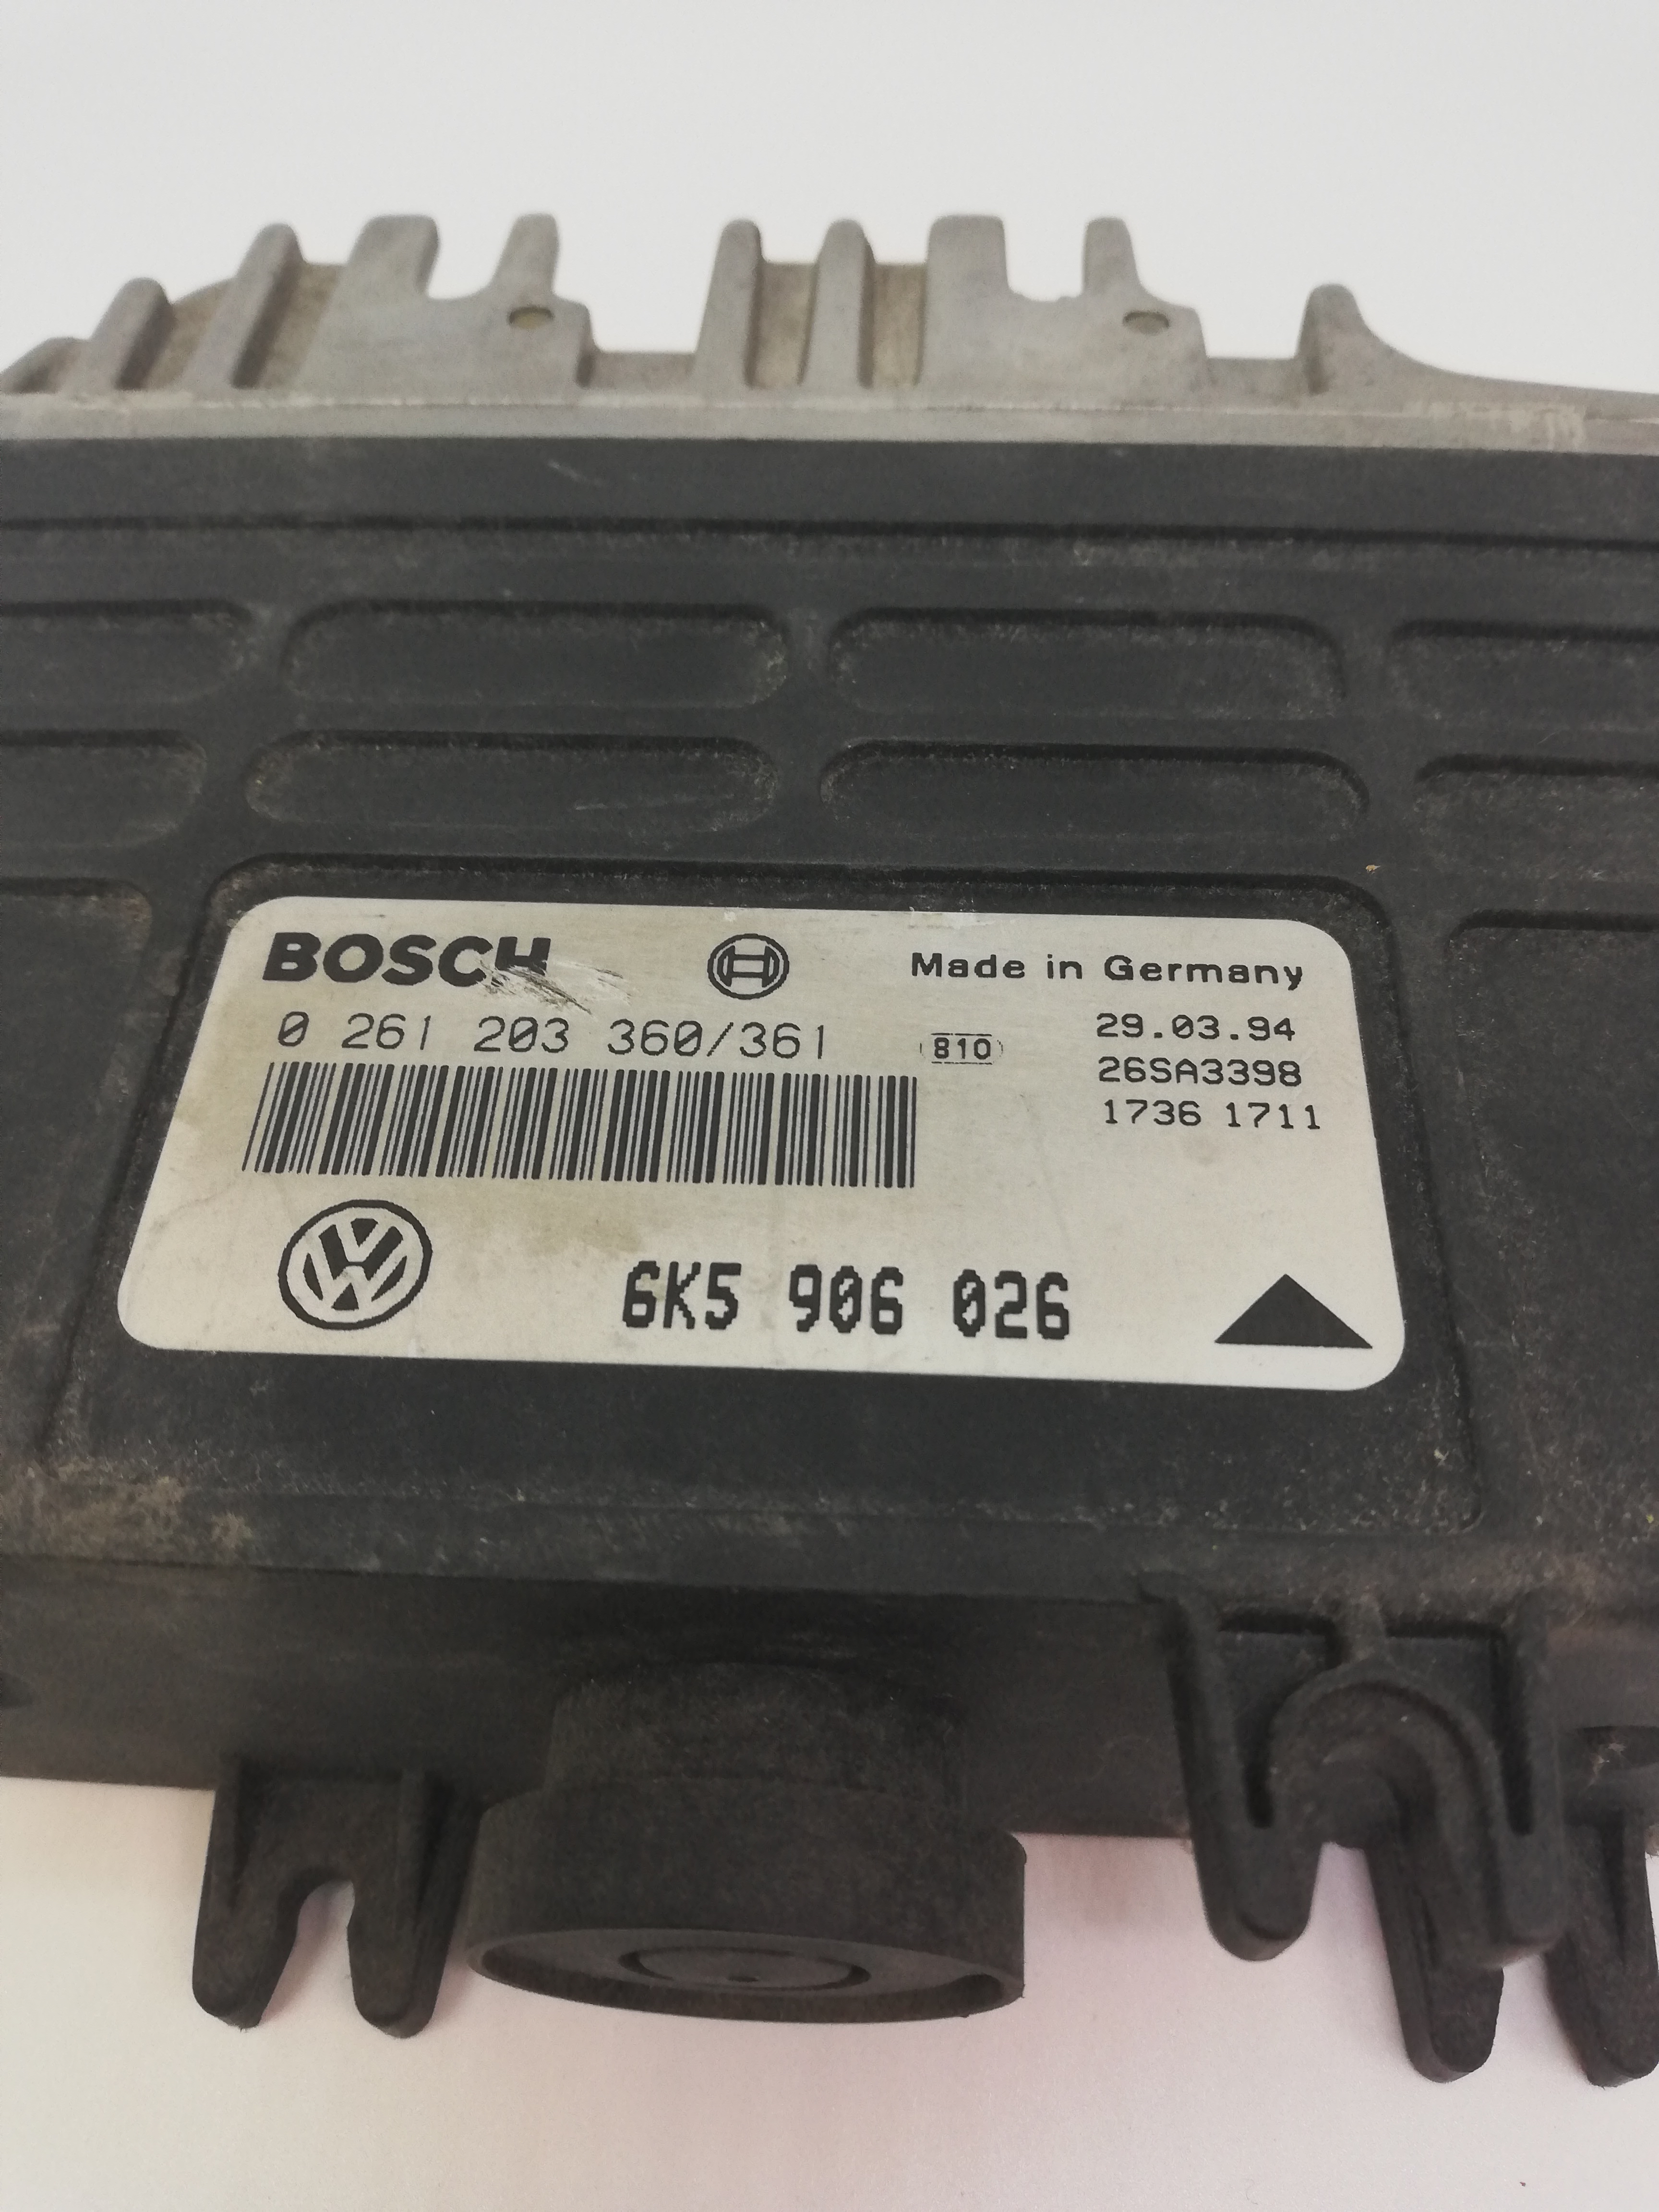 BOSCH
Made in Germany
0 261 203 360/361
810
29.03.94
26SA3398
1736 1711
6K5 906 026